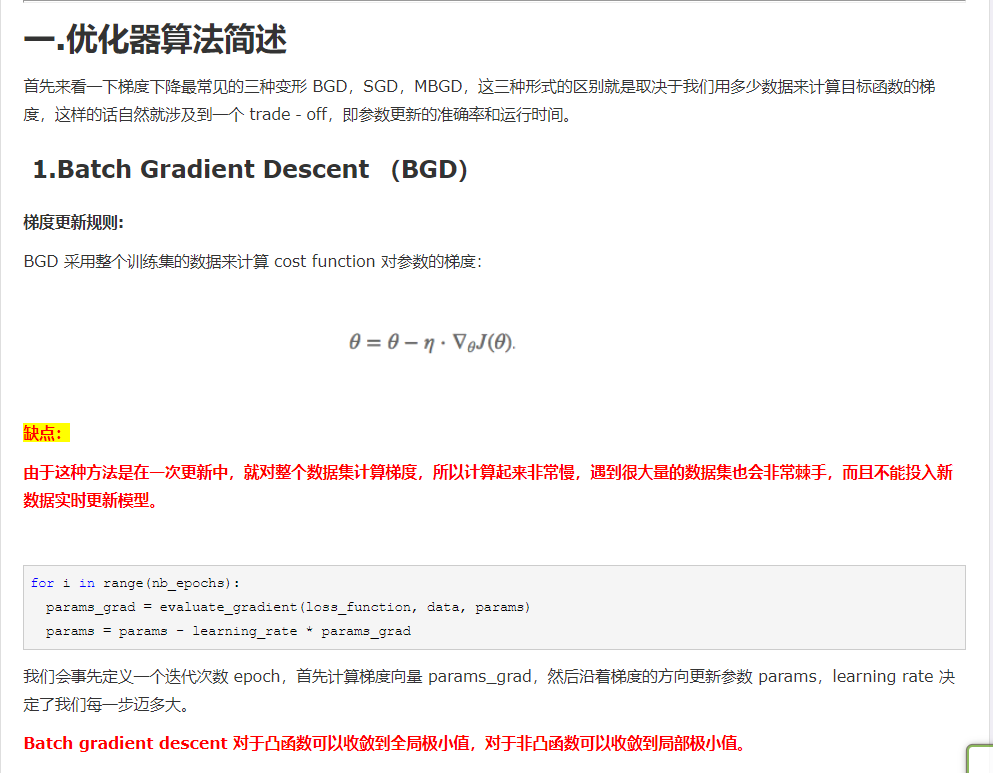 一.优化器算法简述
首先来看一下梯度下降最常见的三种变形 BGD，SGD，MBGD，这三种形式的区别就是取决于我们用多少数据来计算目标函数的梯
度，这样的话自然就涉及到一个 trade - off，即参数更新的准确率和运行时间。
1.Batch Gradient Descent （BGD）
梯度更新规则:
BGD 采用整个训练集的数据来计算 cost function 对参数的梯度：
θ = θ − η · ∇θJ(θ).
缺点：
由于这种方法是在一次更新中，就对整个数据集计算梯度，所以计算起来非常慢，遇到很大量的数据集也会非常棘手，而且不能投入新
数据实时更新模型。
for i in range(nb_epochs):
  params_grad = evaluate_gradient(loss_function, data, params)
  params = params - learning_rate * params_grad
我们会事先定义一个迭代次数 epoch，首先计算梯度向量 params_grad，然后沿着梯度的方向更新参数 params，learning rate 决
定了我们每一步迈多大。
Batch gradient descent 对于凸函数可以收敛到全局极小值，对于非凸函数可以收敛到局部极小值。